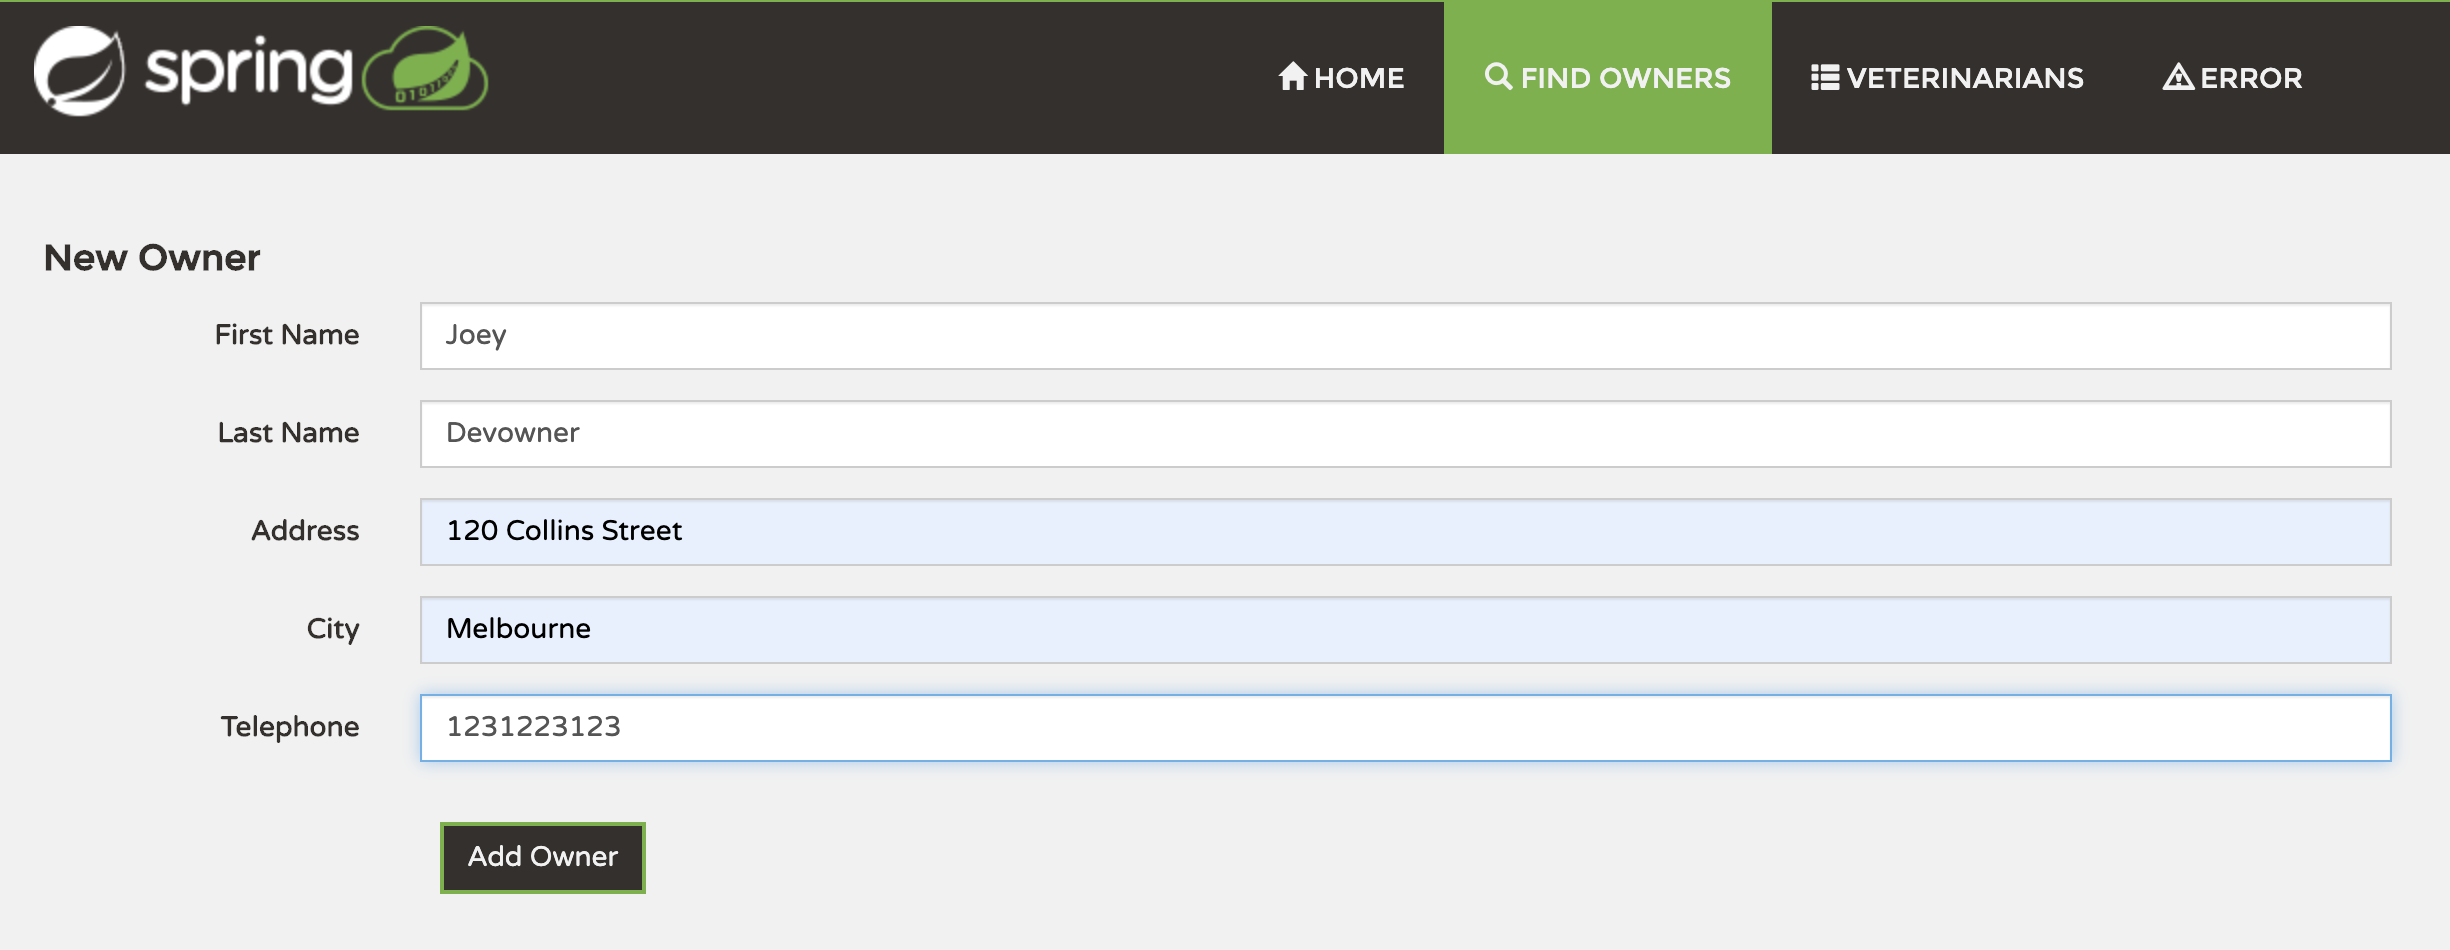 spring
HOME
FIND OWNERS
VETERINARIANS
ERROR
New Owner
First Name
Joey
Last Name
Devowner
Address
120 Collins Street
City
Melbourne
Telephone
1231223123
Add Owner